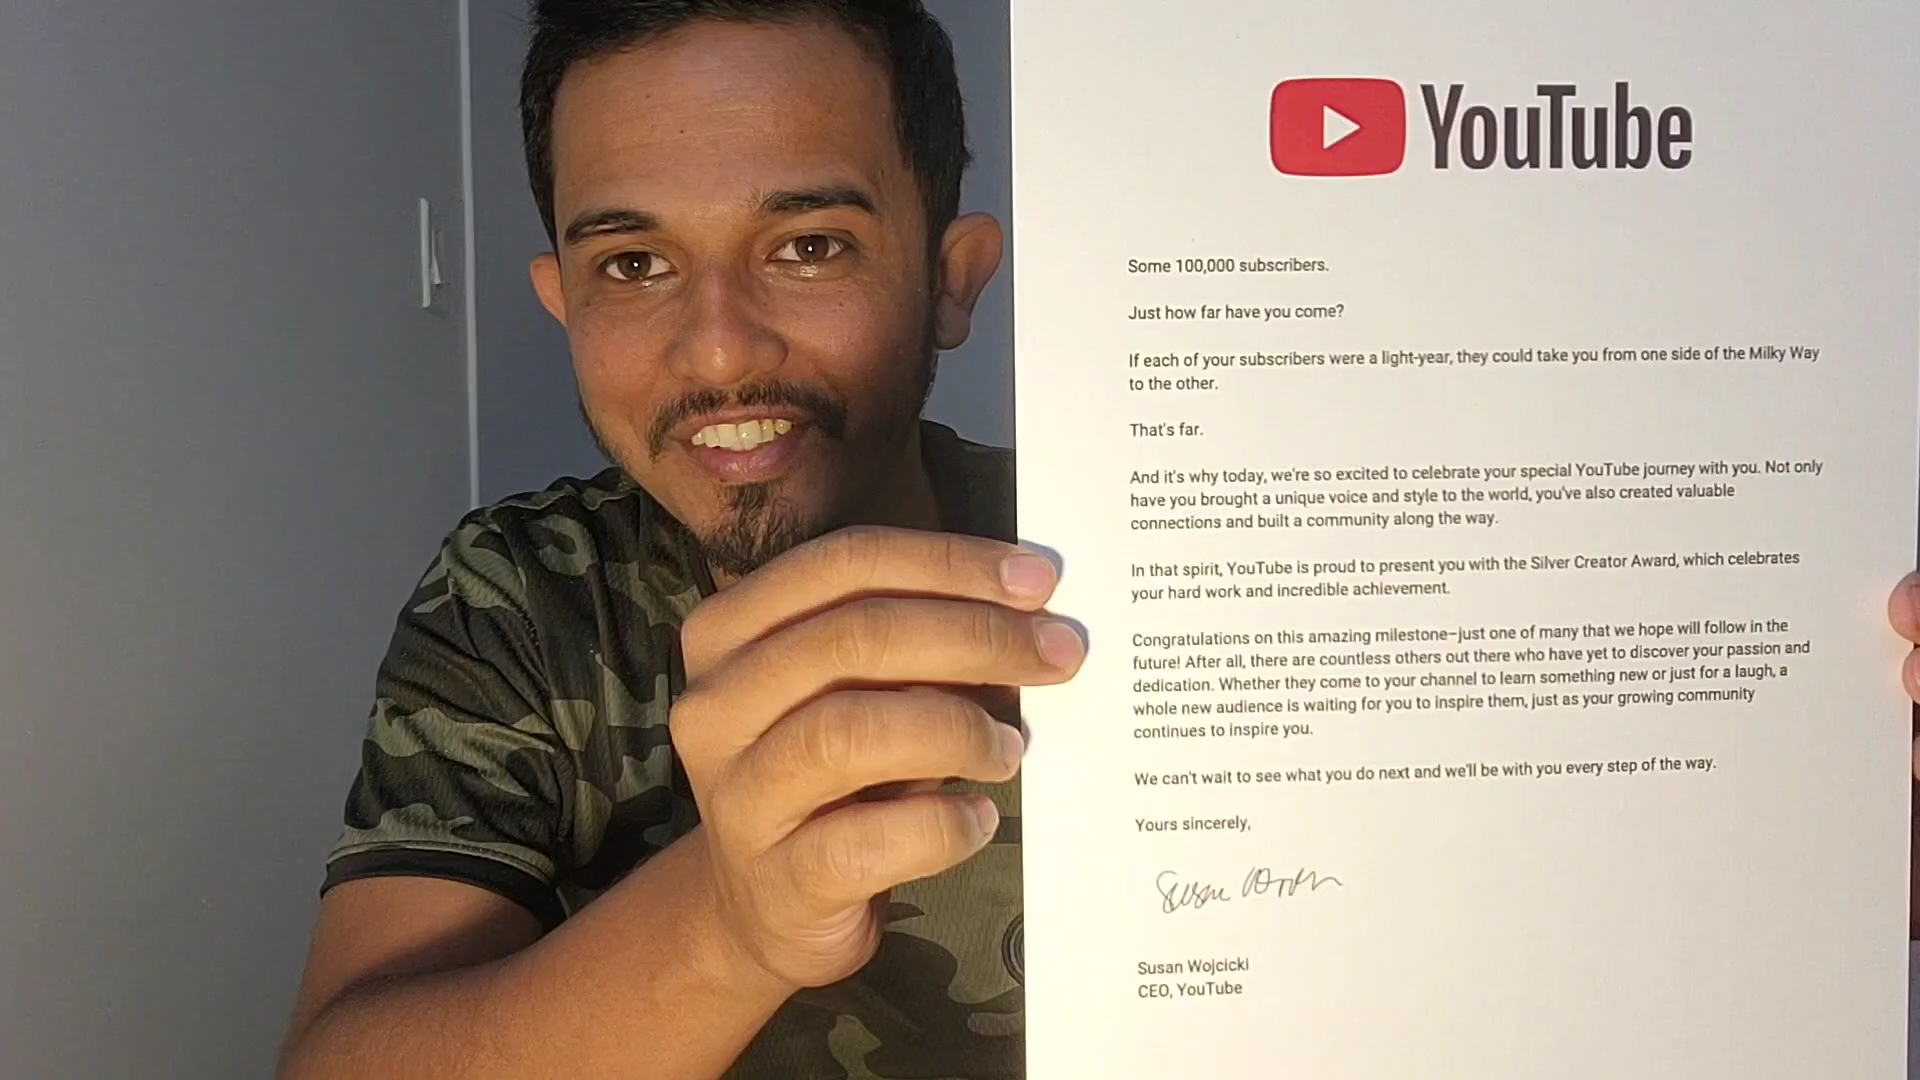 YouTube
Some 100,000 subscribers.
Just how far have you come?
If each of your subscribers were a light-year, they could take you from one side of the Milky Way
to the other.
That's far.
And it's why today, we're so excited to celebrate your special YouTube journey with you. Not only
have you brought a unique voice and style to the world, you've also created valuable
connections and built a community along the way.
In that spirit, YouTube is proud to present you with the Silver Creator Award, which celebrates
your hard work and incredible achievement.
Congratulations on this amazing milestone–just one of many that we hope will follow in the
future! After all, there are countless others out there who have yet to discover your passion and
dedication. Whether they come to your channel to learn something new or just for a laugh, a
whole new audience is waiting for you to inspire them, just as your growing community
continues to inspire you.
We can't wait to see what you do next and we'll be with you every step of the way.
Yours sincerely,
Susan Wojcicki
CEO, YouTube